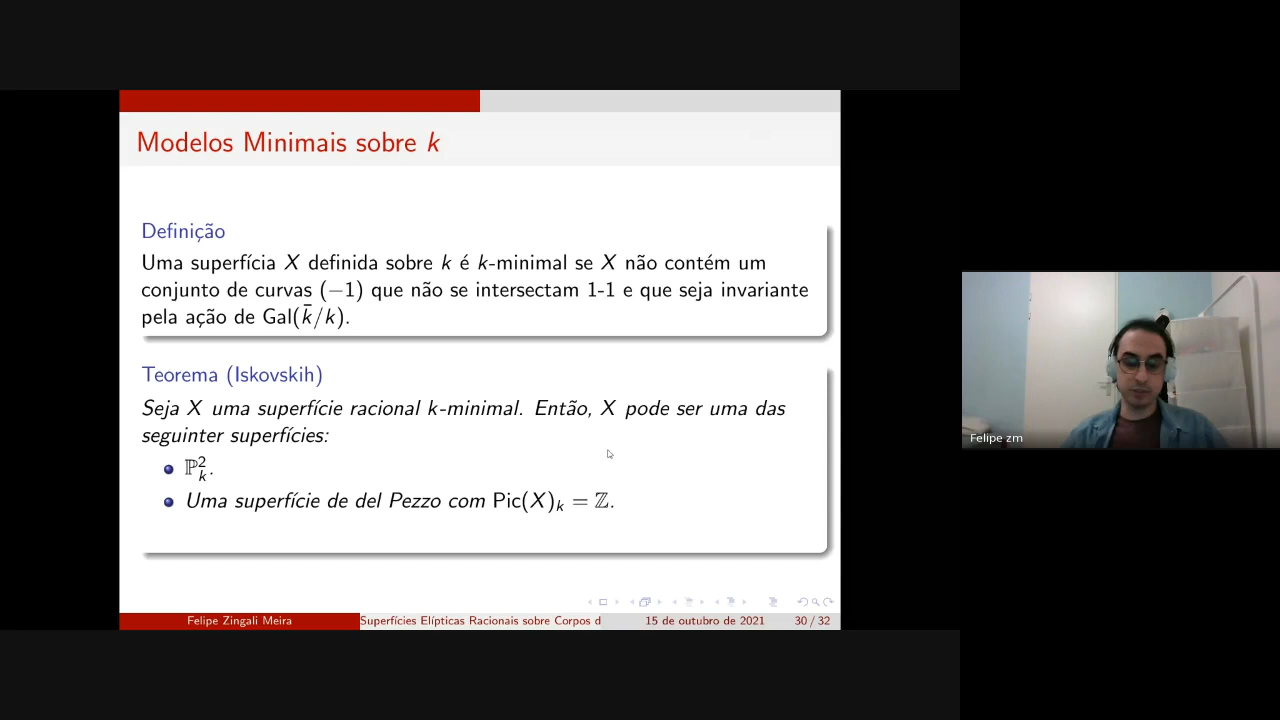 Modelos Minimais sobre k
Definição
Uma superfícia X definida sobre k é k-minimal se X não contém um
conjunto de curvas (−1) que não se intersectam 1-1 e que seja invariante
pela ação de Gal(k̄/k).
Teorema (Iskovskih)
Seja X uma superfície racional k-minimal. Então, X pode ser uma das
seguinter superfícies:
ℙ²ₖ.
Uma superfície de del Pezzo com Pic(X)ₖ = ℤ.
Felipe Zingali Meira
Superfícies Elípticas Racionais sobre Corpos d
15 de outubro de 2021
30 / 32
Felipe zm